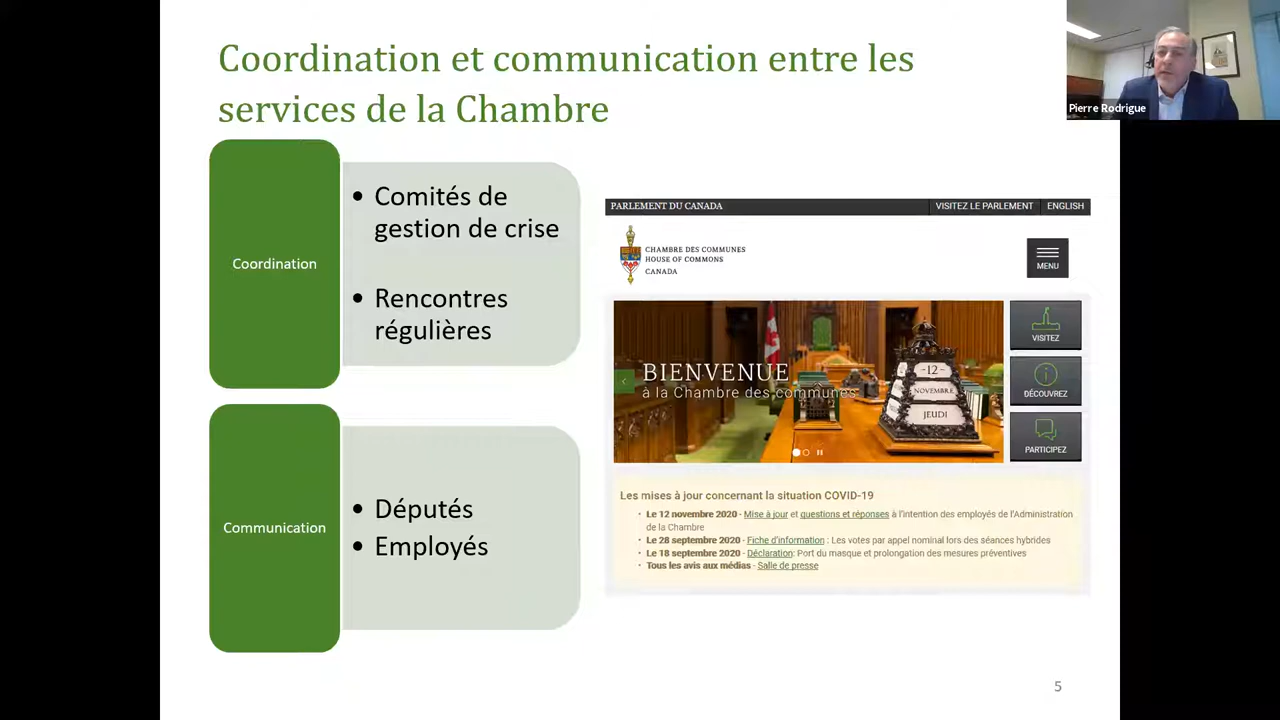 Coordination et communication entre les
services de la Chambre
Pierre Rodrigue
Coordination
• Comités de
gestion de crise
• Rencontres
régulières
Communication
• Députés
• Employés
PARLEMENT DU CANADA
VISITEZ LE PARLEMENT
ENGLISH
CHAMBRE DES COMMUNES
HOUSE OF COMMONS
CANADA
MENU
BIENVENUE
à la Chambre des communes
12
NOVEMBRE
JEUDI
VISITEZ
DÉCOUVREZ
PARTICIPEZ
Les mises à jour concernant la situation COVID-19
• Le 12 novembre 2020 - Mise à jour et questions et réponses à l'intention des employés de l'Administration
de la Chambre
• Le 28 septembre 2020 - Fiche d'information : Les votes par appel nominal lors des séances hybrides
• Le 18 septembre 2020 - Déclaration: Port du masque et prolongation des mesures préventives
• Tous les avis aux médias - Salle de presse
5